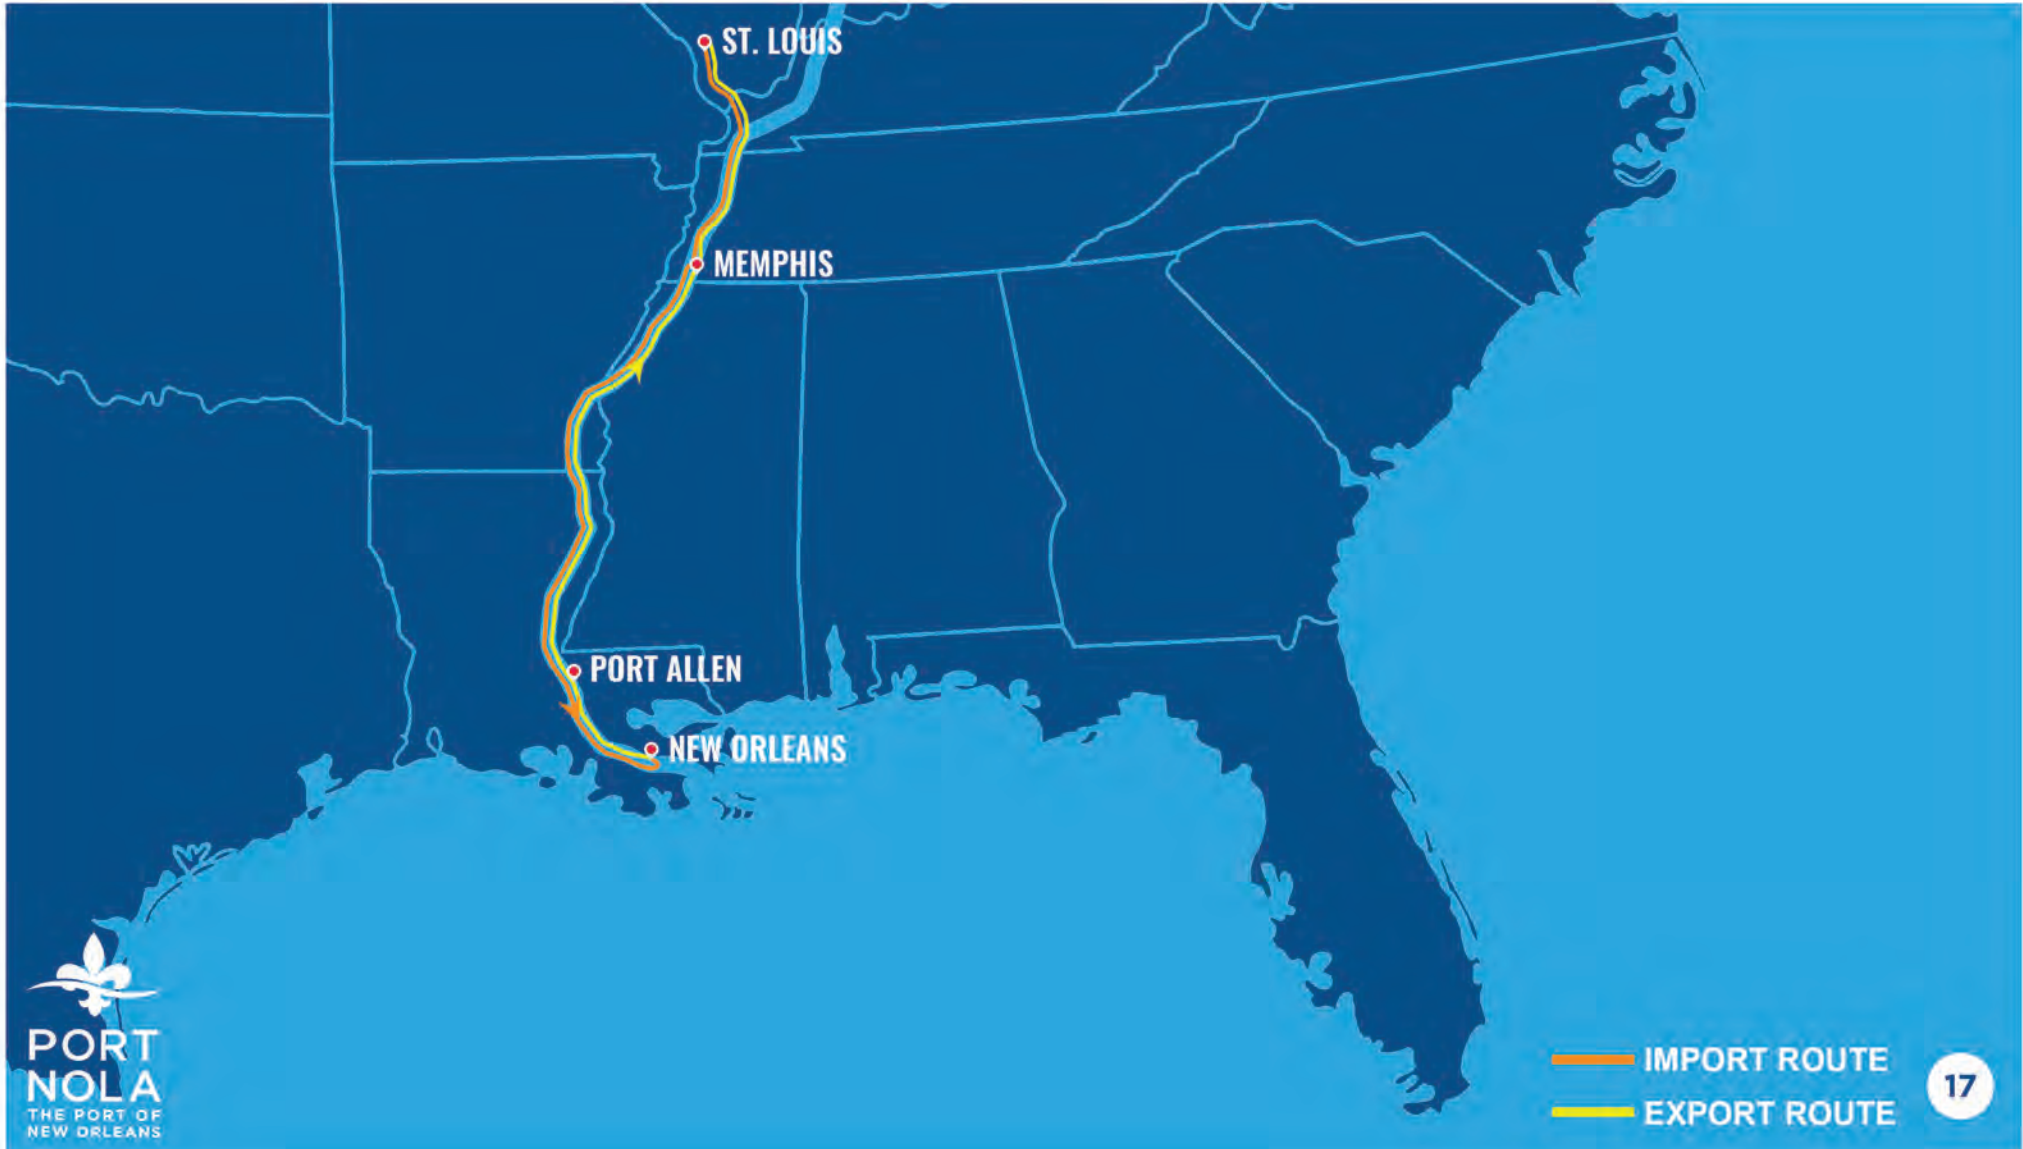 ST. LOUIS
MEMPHIS
PORT ALLEN
NEW ORLEANS
PORT
NOLA
THE PORT OF
NEW ORLEANS
IMPORT ROUTE
EXPORT ROUTE
17